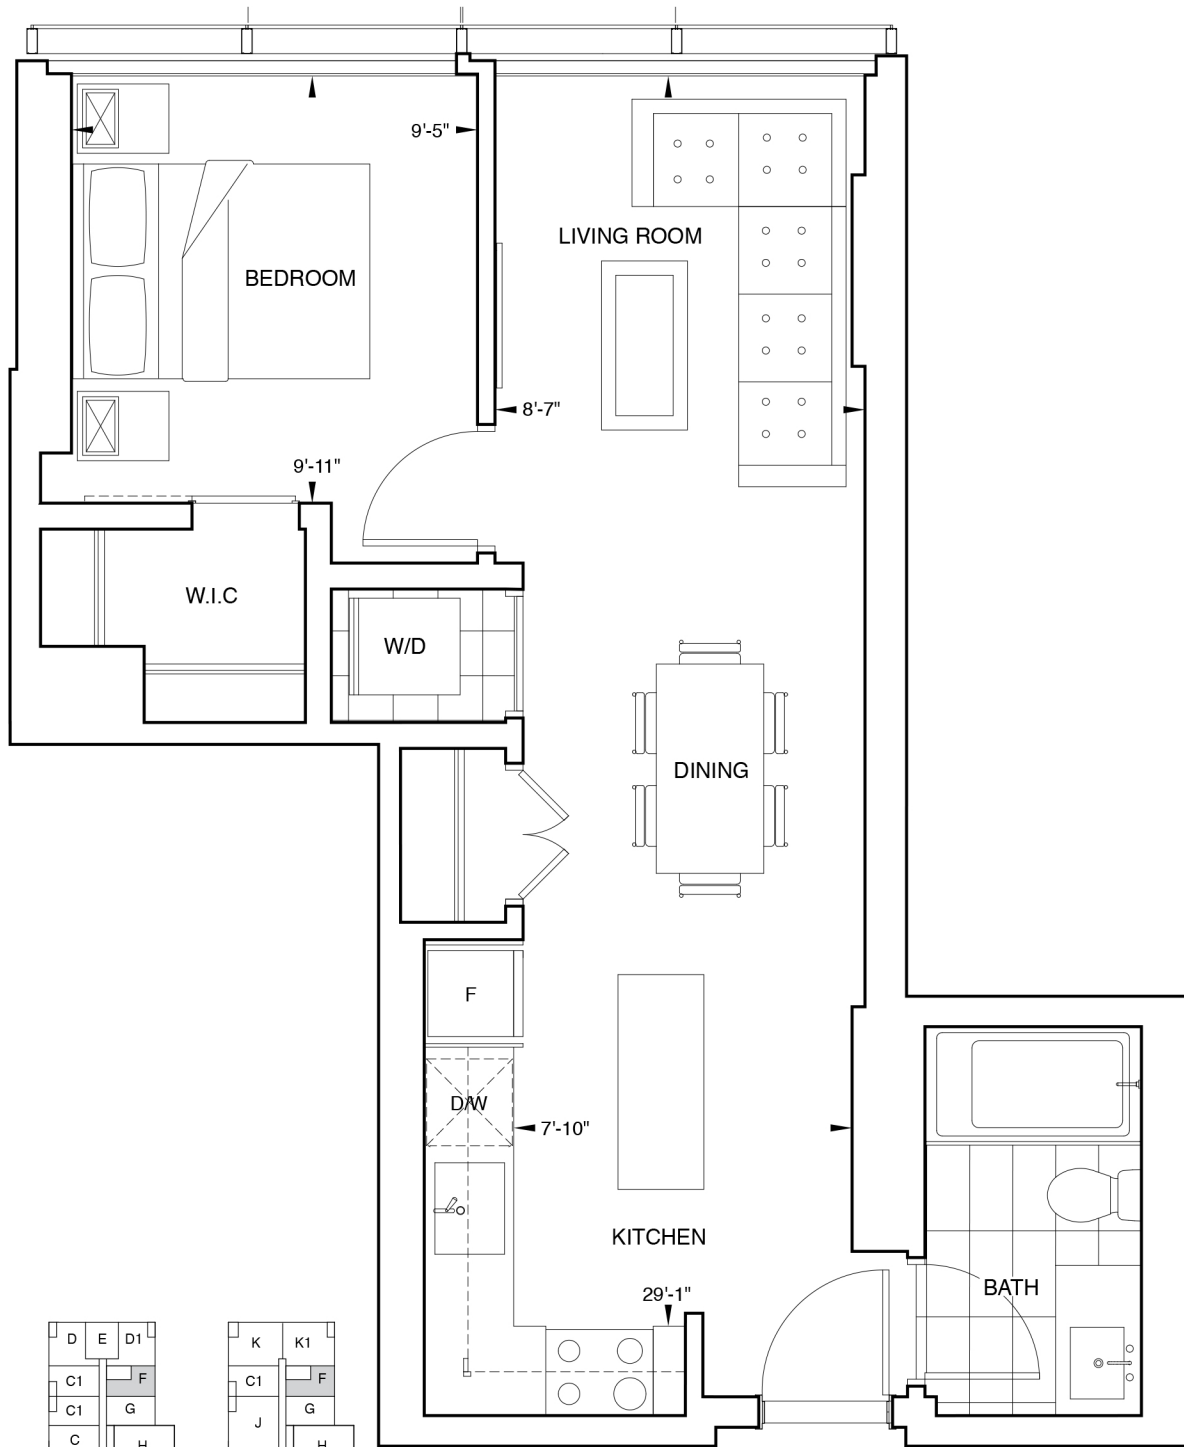 9'-5"
LIVING ROOM
BEDROOM
8'-7"
9'-11"
W.I.C
W/D
DINING
F
D/W
7'-10"
KITCHEN
BATH
29'-1"
D E D1
C1 F
C1 G
C H
K K1
C1 F
J G
H